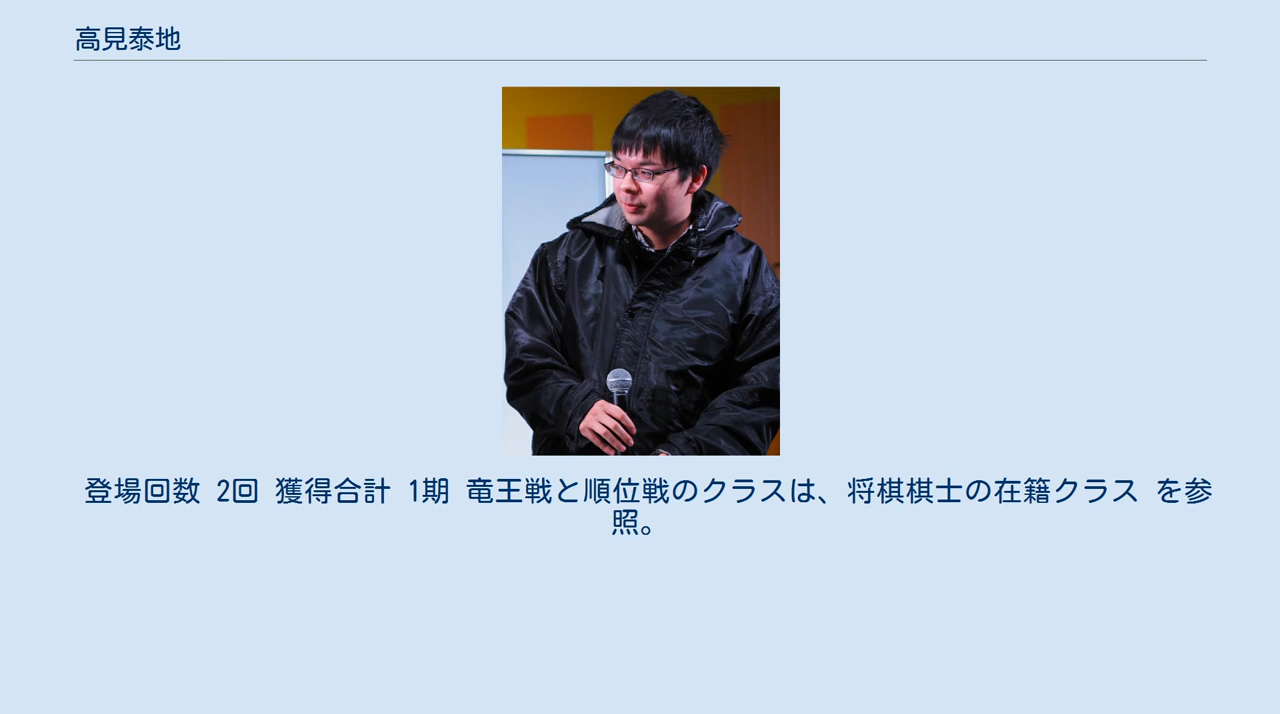 高見泰地
登場回数 2回 獲得合計 1期 竜王戦と順位戦のクラスは、将棋棋士の在籍クラス を参
照。